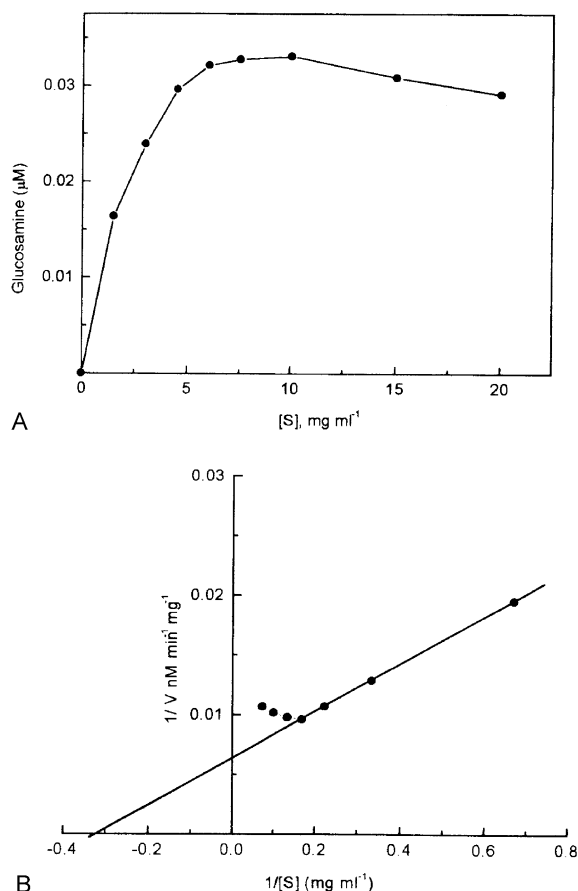 0.03
0.02
0.01
Glucosamine (μM)
0 5 10 15 20
[S], mg ml⁻¹
A
0.03
0.02
0.01
1/ V nM min⁻¹ mg⁻¹
-0.4 -0.2 0.0 0.2 0.4 0.6 0.8
1/[S] (mg ml⁻¹)
B